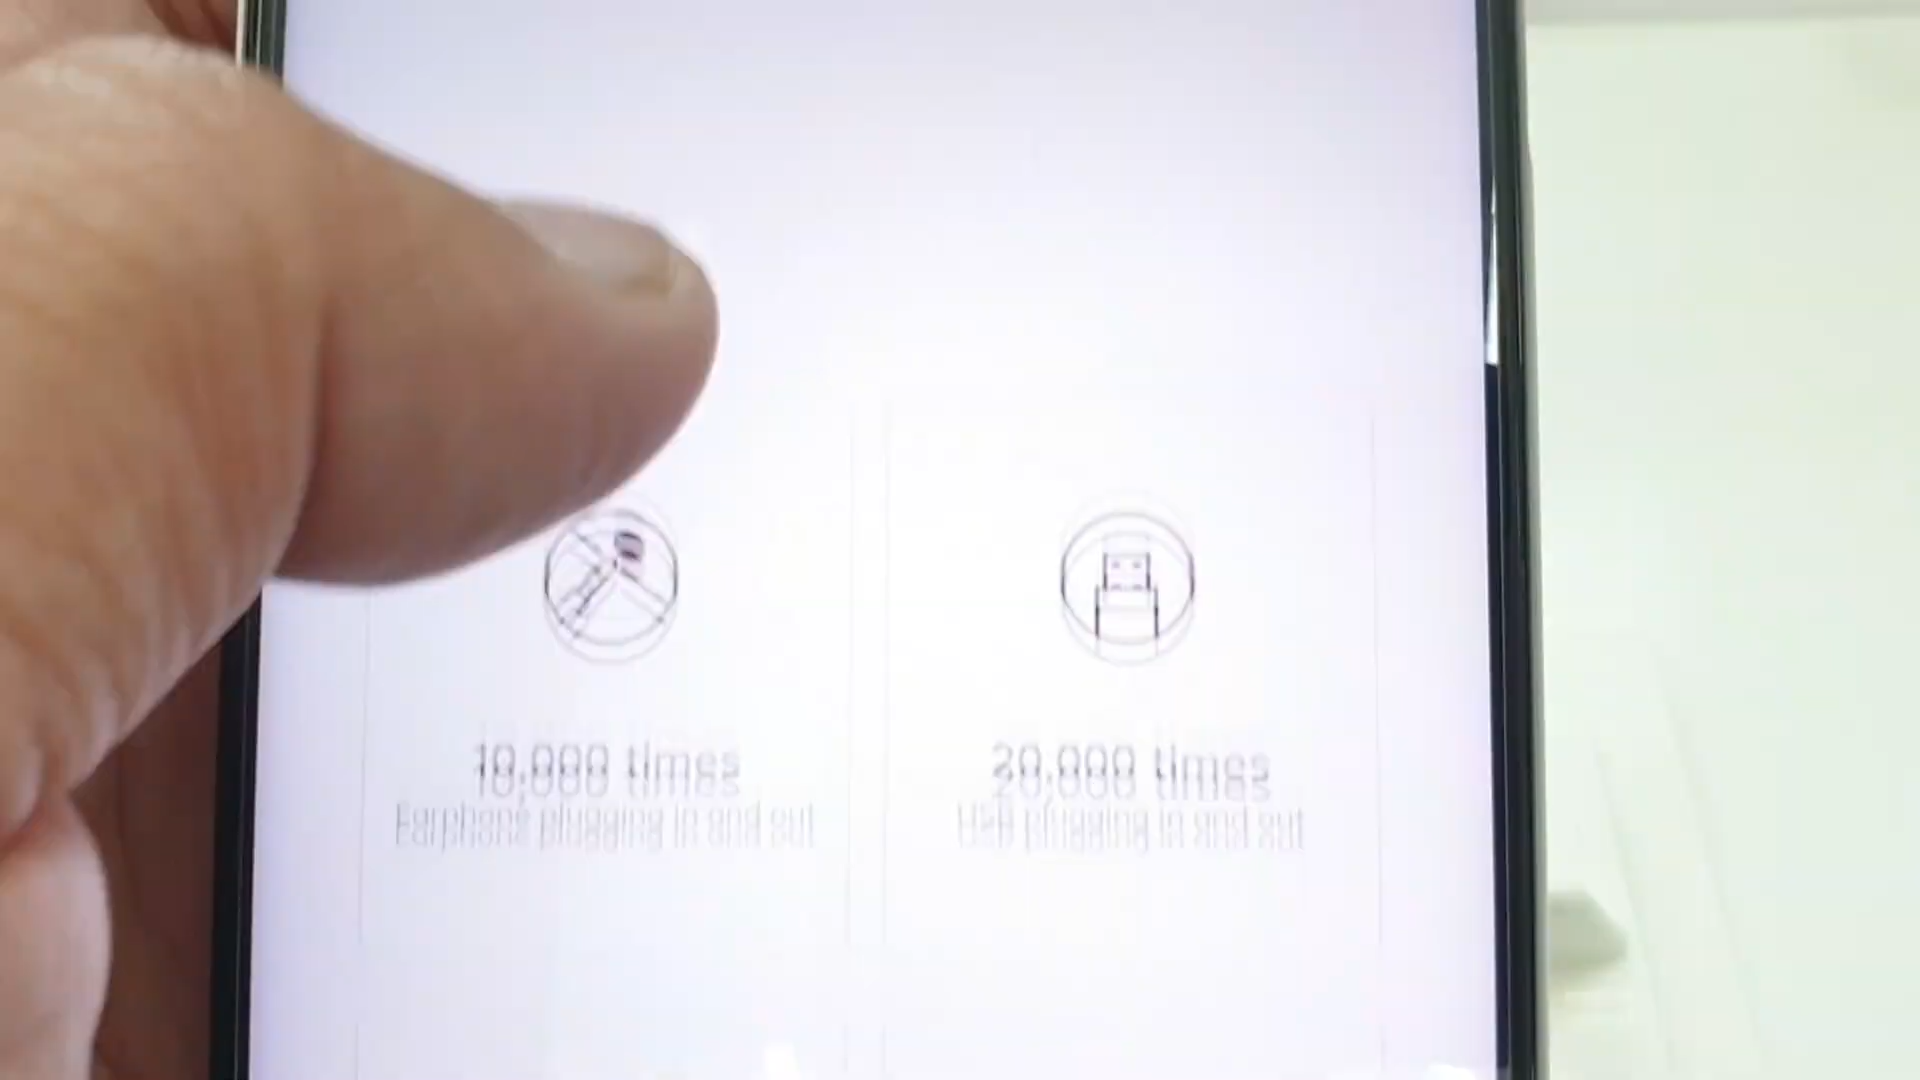 10,000 times
Earphone plugging in and out
20,000 times
USB plugging in and out